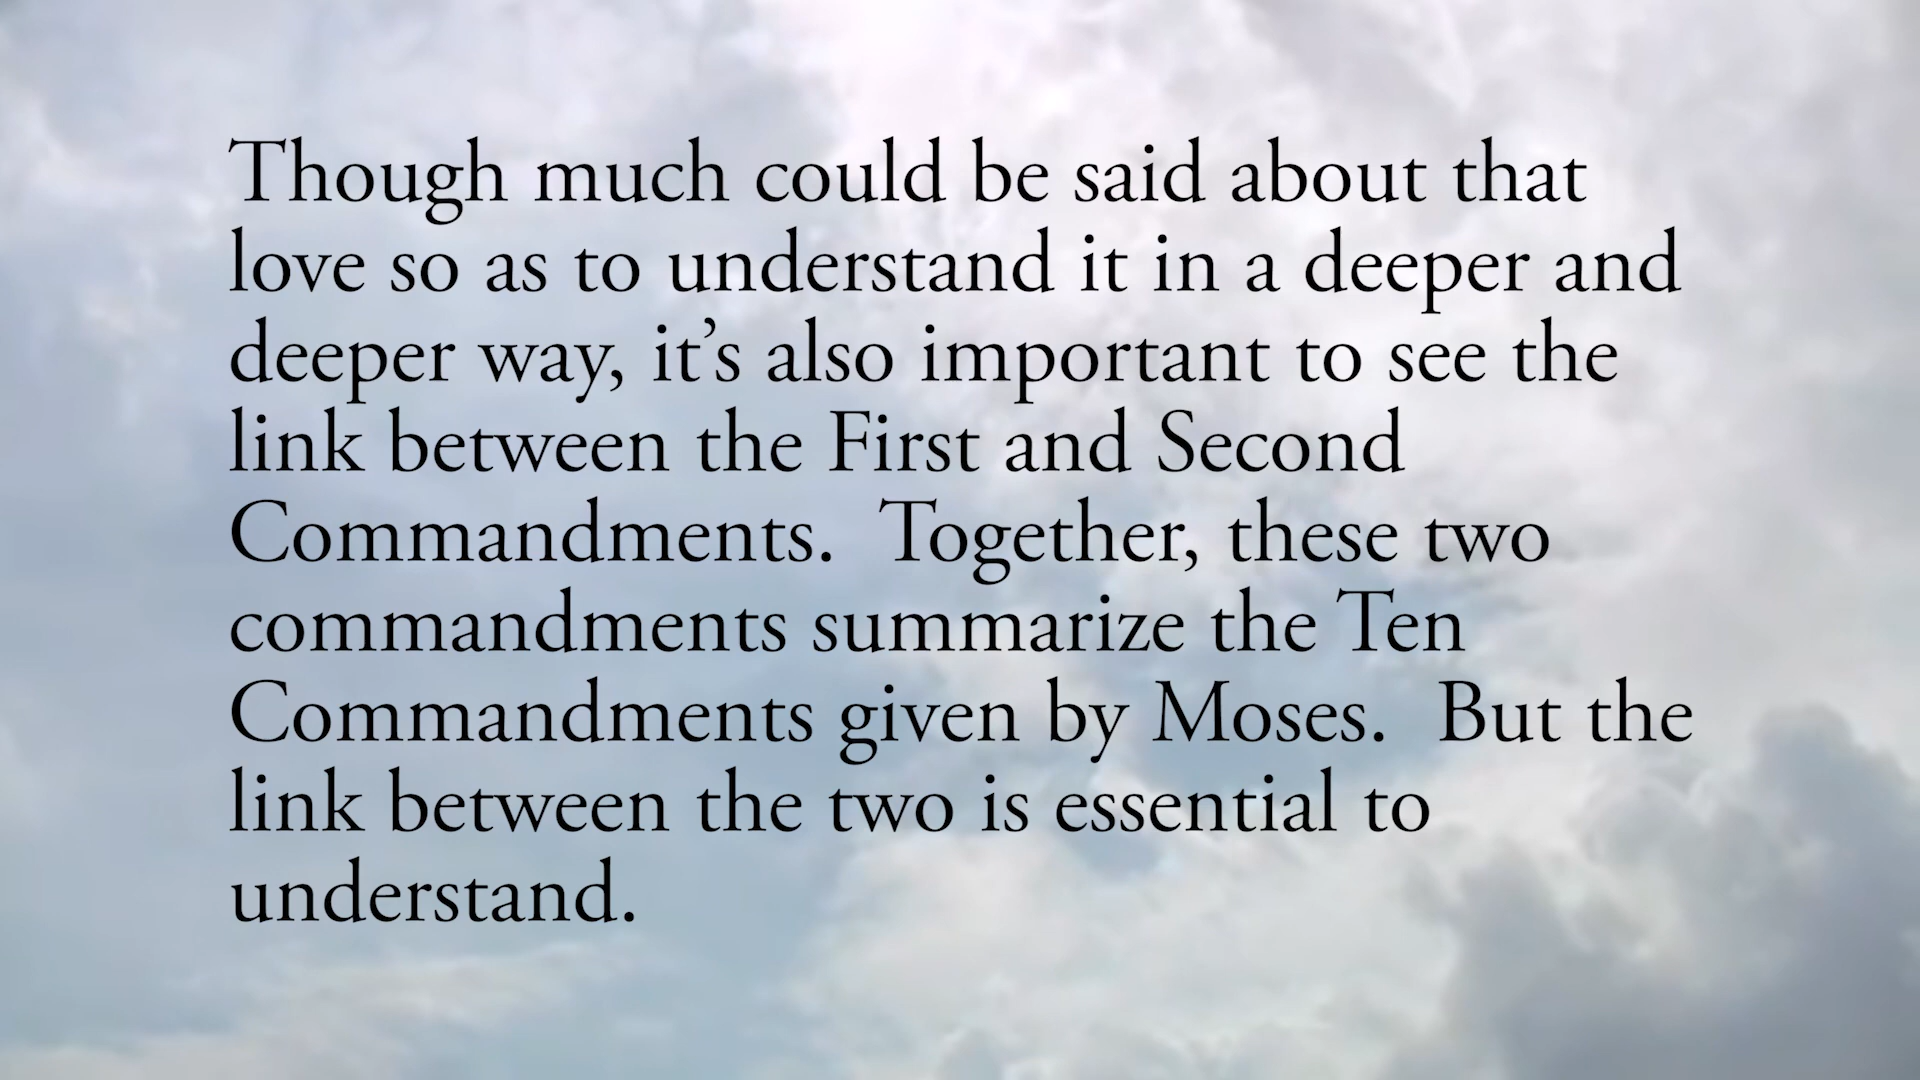 Though much could be said about that
love so as to understand it in a deeper and
deeper way, it’s also important to see the
link between the First and Second
Commandments.  Together, these two
commandments summarize the Ten
Commandments given by Moses.  But the
link between the two is essential to
understand.